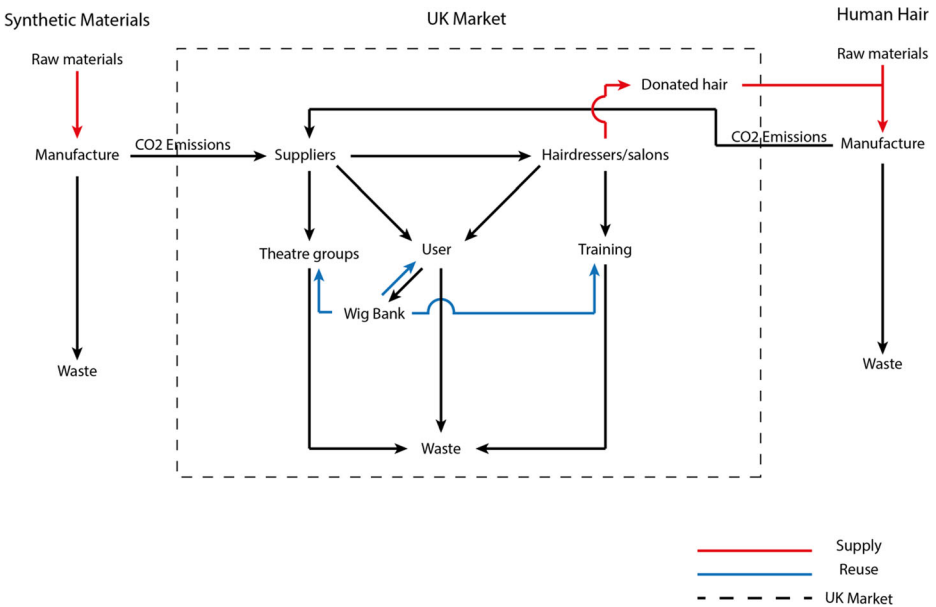 Synthetic Materials
UK Market
Human Hair
Raw materials
Raw materials
Donated hair
CO2 Emissions
CO2 Emissions
Manufacture
Suppliers
Hairdressers/salons
Manufacture
Theatre groups
User
Training
Wig Bank
Waste
Waste
Waste
Supply
Reuse
UK Market